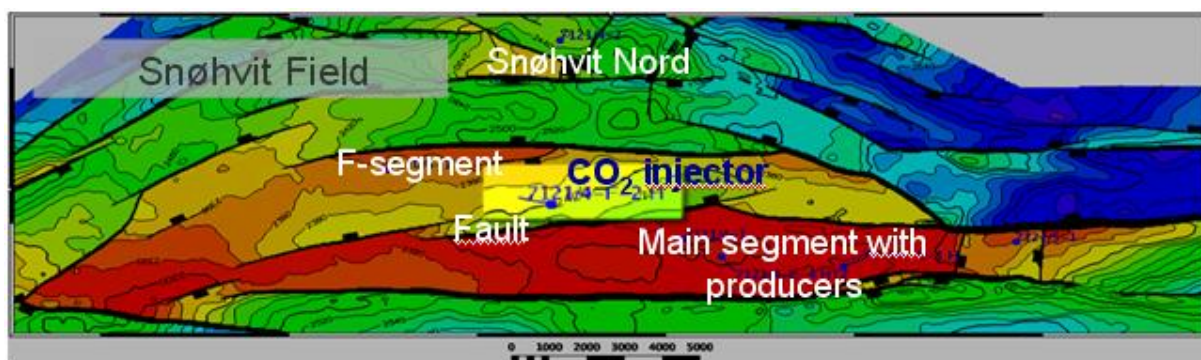 Snøhvit Field
Snøhvit Nord
F-segment
CO₂ injector
Fault
Main segment with
producers
0 1000 2000 3000 4000 5000